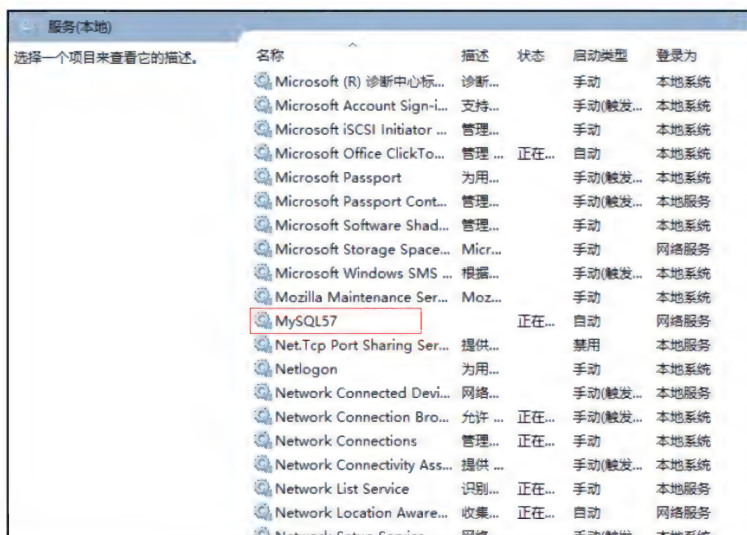 服务(本地)
选择一个项目来查看它的描述。
名称 描述 状态 启动类型 登录为
Microsoft (R) 诊断中心标... 诊断... 手动 本地系统
Microsoft Account Sign-i... 支持... 手动(触发... 本地系统
Microsoft iSCSI Initiator ... 管理... 手动 本地系统
Microsoft Office ClickTo... 管理 ... 正在... 自动 本地系统
Microsoft Passport 为用... 手动(触发... 本地系统
Microsoft Passport Cont... 管理... 手动(触发... 本地服务
Microsoft Software Shad... 管理... 手动 本地系统
Microsoft Storage Space... Micr... 手动 网络服务
Microsoft Windows SMS ... 根据... 手动(触发... 本地系统
Mozilla Maintenance Ser... Moz... 手动 本地系统
MySQL57 正在... 自动 网络服务
Net.Tcp Port Sharing Ser... 提供... 禁用 本地服务
Netlogon 为用... 手动 本地系统
Network Connected Devi... 网络... 手动(触发... 本地服务
Network Connection Bro... 允许 ... 正在... 手动(触发... 本地系统
Network Connections 管理... 正在... 手动 本地系统
Network Connectivity Ass... 提供 ... 手动(触发... 本地系统
Network List Service 识别... 正在... 手动 本地服务
Network Location Aware... 收集... 正在... 自动 网络服务
Network Setup Service 网络... 手动(触发... 本地系统